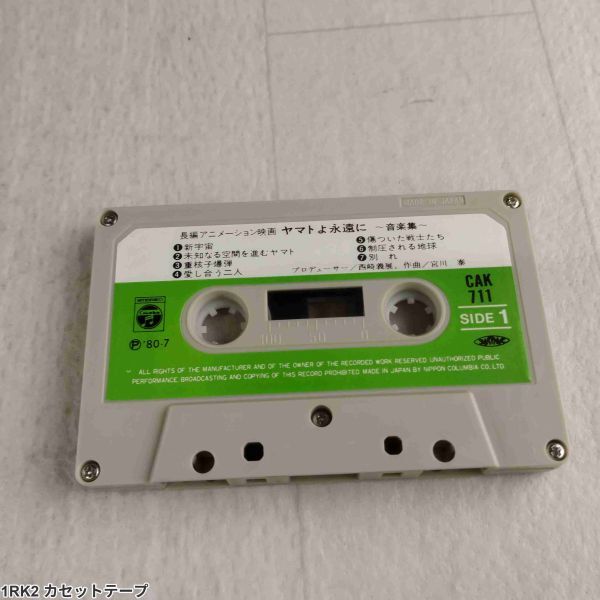 MADE IN JAPAN
長編アニメーション映画 ヤマトよ永遠に ～音楽集～
❶新宇宙
❷未知なる空間を進むヤマト
❸重核子爆弾
❹愛し合う二人
❺傷ついた戦士たち
❻制圧される地球
❼別 れ
プロデューサー／西崎義展，作曲／宮川 泰
STEREO
Columbia
Ⓟ'80-7
100 50 0
CAK
711
SIDE 1
ALL RIGHTS OF THE MANUFACTURER AND OF THE OWNER OF THE RECORDED WORK RESERVED UNAUTHORIZED PUBLIC
PERFORMANCE, BROADCASTING AND COPYING OF THIS RECORD PROHIBITED MADE IN JAPAN BY NIPPON COLUMBIA CO., LTD.
1RK2 カセットテープ